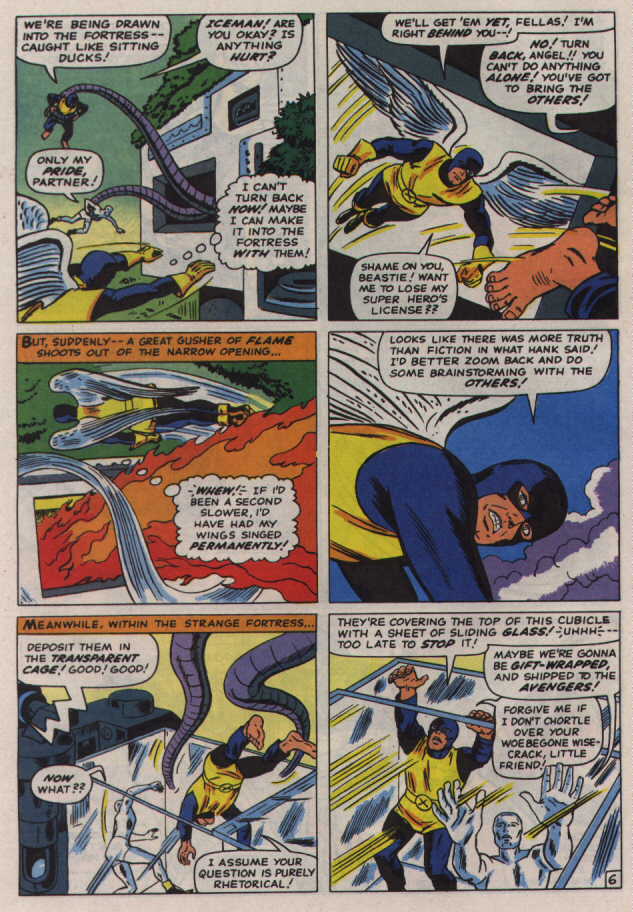 WE'RE BEING DRAWN
INTO THE FORTRESS--
CAUGHT LIKE SITTING
DUCKS!
ICEMAN! ARE
YOU OKAY? IS
ANYTHING
HURT?
ONLY MY
PRIDE,
PARTNER!
I CAN'T
TURN BACK
NOW! MAYBE
I CAN MAKE
IT INTO THE
FORTRESS
WITH THEM!
WE'LL GET 'EM YET, FELLAS! I'M
RIGHT BEHIND YOU--!
NO! TURN
BACK, ANGEL!! YOU
CAN'T DO ANYTHING
ALONE! YOU'VE GOT
TO BRING THE
OTHERS!
SHAME ON YOU,
BEASTIE! WANT
ME TO LOSE MY
SUPER HERO'S
LICENSE??
BUT, SUDDENLY-- A GREAT GUSHER OF FLAME
SHOOTS OUT OF THE NARROW OPENING...
-WHEW!- IF I'D
BEEN A SECOND
SLOWER, I'D
HAVE HAD MY
WINGS SINGED
PERMANENTLY!
LOOKS LIKE THERE WAS MORE TRUTH
THAN FICTION IN WHAT HANK SAID!
I'D BETTER ZOOM BACK AND DO
SOME BRAINSTORMING WITH THE
OTHERS!
MEANWHILE, WITHIN THE STRANGE FORTRESS...
DEPOSIT THEM IN
THE TRANSPARENT
CAGE! GOOD! GOOD!
NOW
WHAT??
I ASSUME YOUR
QUESTION IS PURELY
RHETORICAL!
THEY'RE COVERING THE TOP OF THIS CUBICLE
WITH A SHEET OF SLIDING GLASS! -UHHH-- --
TOO LATE TO STOP IT!
MAYBE WE'RE GONNA
BE GIFT-WRAPPED,
AND SHIPPED TO THE
AVENGERS!
FORGIVE ME IF
I DON'T CHORTLE
OVER YOUR
WOEBEGONE WISE-
CRACK, LITTLE
FRIEND!
6